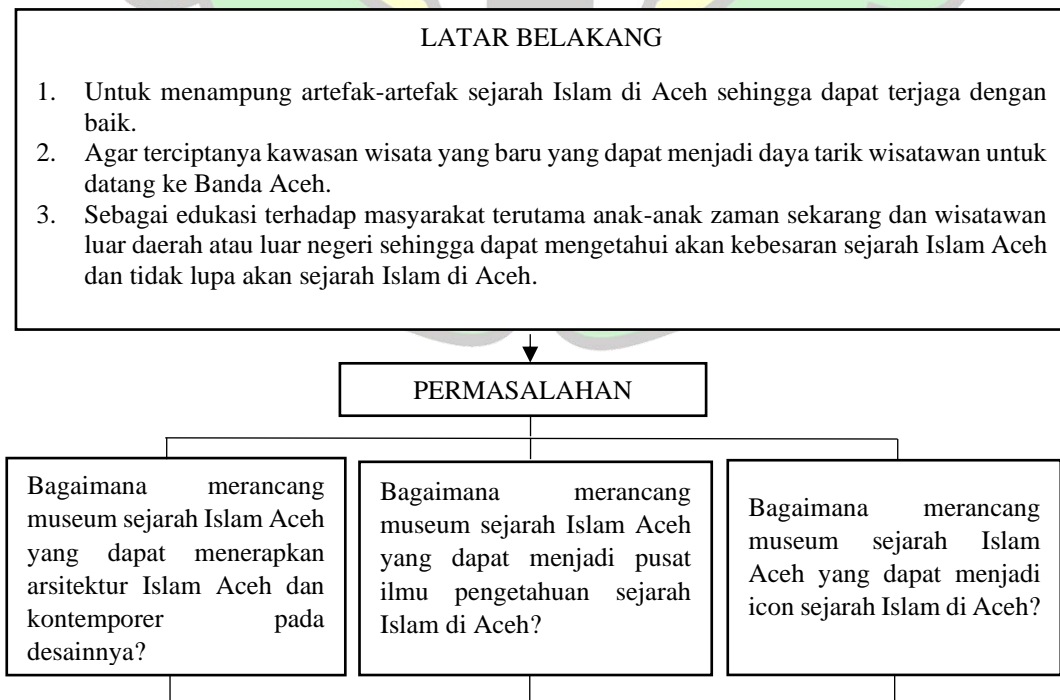 LATAR BELAKANG
1. Untuk menampung artefak-artefak sejarah Islam di Aceh sehingga dapat terjaga dengan
baik.
2. Agar terciptanya kawasan wisata yang baru yang dapat menjadi daya tarik wisatawan untuk
datang ke Banda Aceh.
3. Sebagai edukasi terhadap masyarakat terutama anak-anak zaman sekarang dan wisatawan
luar daerah atau luar negeri sehingga dapat mengetahui akan kebesaran sejarah Islam Aceh
dan tidak lupa akan sejarah Islam di Aceh.
PERMASALAHAN
Bagaimana merancang
museum sejarah Islam Aceh
yang dapat menerapkan
arsitektur Islam Aceh dan
kontemporer pada
desainnya?
Bagaimana merancang
museum sejarah Islam Aceh
yang dapat menjadi pusat
ilmu pengetahuan sejarah
Islam di Aceh?
Bagaimana merancang
museum sejarah Islam
Aceh yang dapat menjadi
icon sejarah Islam di Aceh?